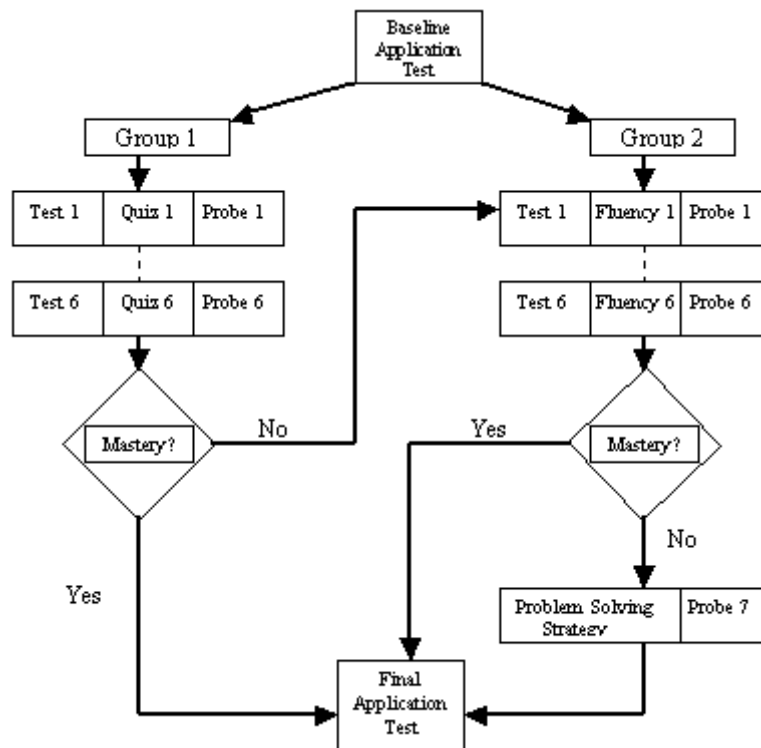 Baseline
Application
Test
Group 1
Group 2
Test 1 Quiz 1 Probe 1
Test 1 Fluency 1 Probe 1
Test 6 Quiz 6 Probe 6
Test 6 Fluency 6 Probe 6
Mastery?
No
Yes
Mastery?
No
Yes
Problem Solving
Strategy
Probe 7
Final
Application
Test